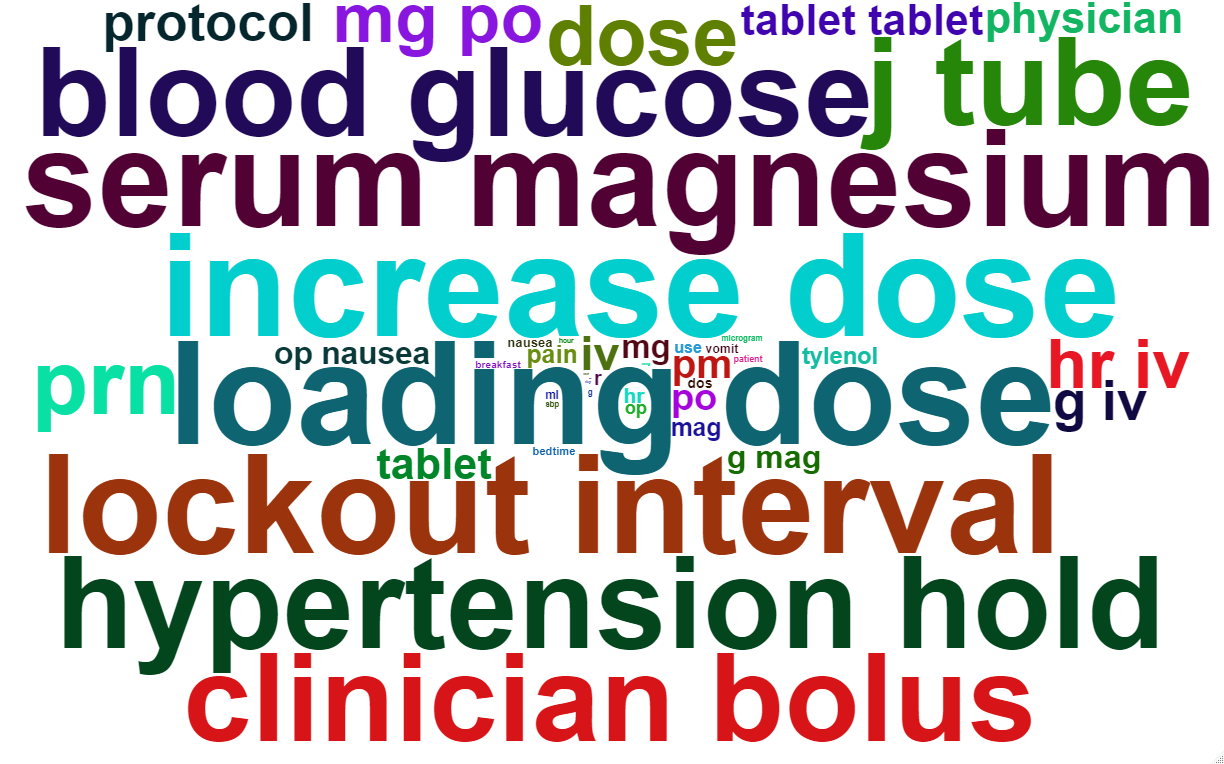 protocol
mg po
dose
tablet tablet
physician
blood glucose
j tube
serum magnesium
increase dose
op nausea
nausea
hour
pain
iv
mg
use
vomit
microgram
patient
breakfast
pm
dos
tylenol
hr iv
prn
loading dose
g iv
r
ml
sbp
g
hr
op
po
mag
bedtime
tablet
g mag
lockout interval
hypertension hold
clinician bolus